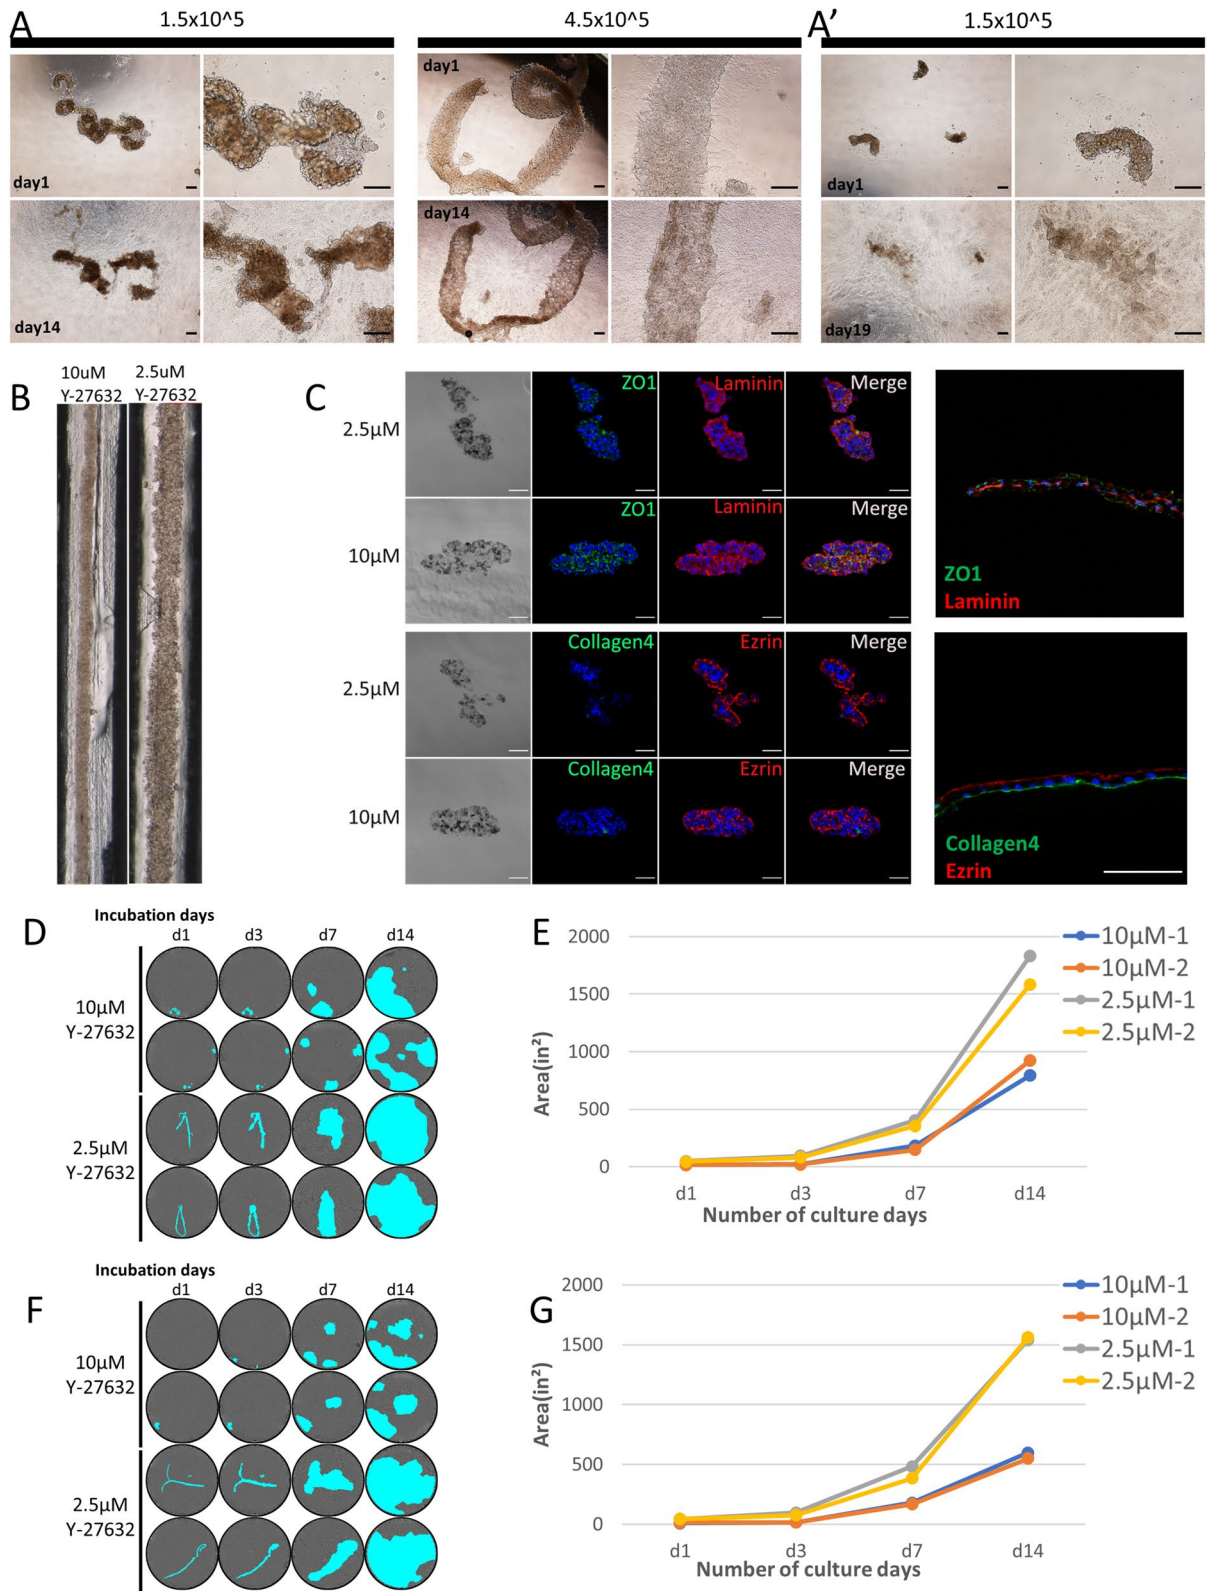 A
1.5x10^5
4.5x10^5
A’
1.5x10^5
day1
day1
day1
day14
day14
day19
B
10uM
Y-27632
2.5uM
Y-27632
C
2.5μM
ZO1
Laminin
Merge
10μM
ZO1
Laminin
Merge
ZO1
Laminin
2.5μM
Collagen4
Ezrin
Merge
10μM
Collagen4
Ezrin
Merge
Collagen4
Ezrin
D
Incubation days
d1 d3 d7 d14
10μM
Y-27632
2.5μM
Y-27632
E
2000
1500
1000
500
0
Area(in²)
d1 d3 d7 d14
Number of culture days
10μM-1
10μM-2
2.5μM-1
2.5μM-2
F
Incubation days
d1 d3 d7 d14
10μM
Y-27632
2.5μM
Y-27632
G
2000
1500
1000
500
0
Area(in²)
d1 d3 d7 d14
Number of culture days
10μM-1
10μM-2
2.5μM-1
2.5μM-2